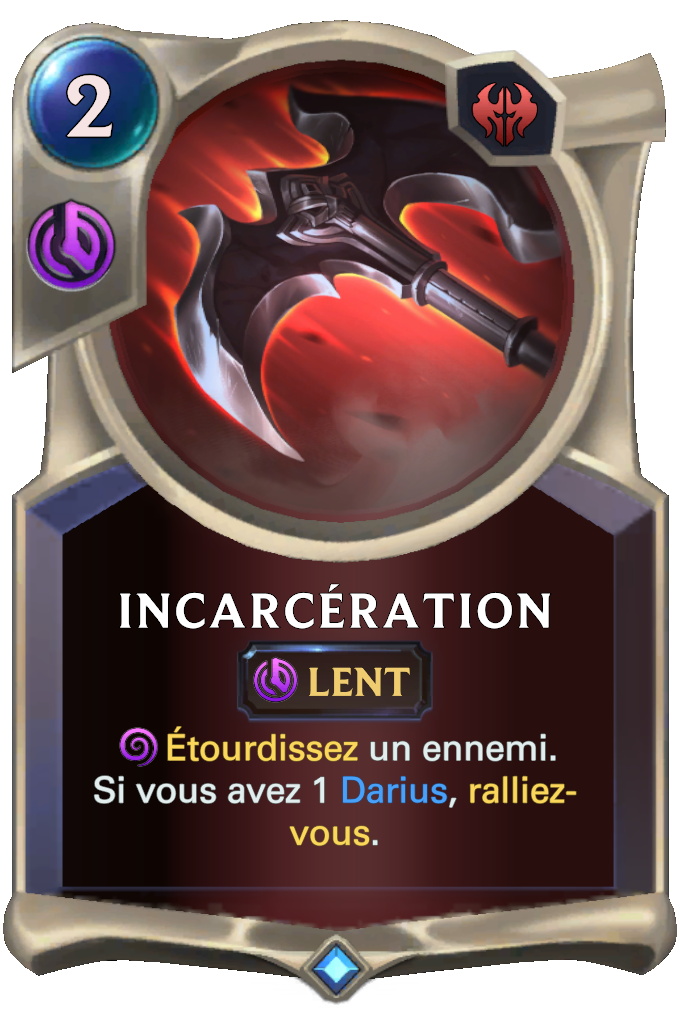 2
INCARCÉRATION
LENT
Étourdissez un ennemi.
Si vous avez 1 Darius, ralliez-
vous.